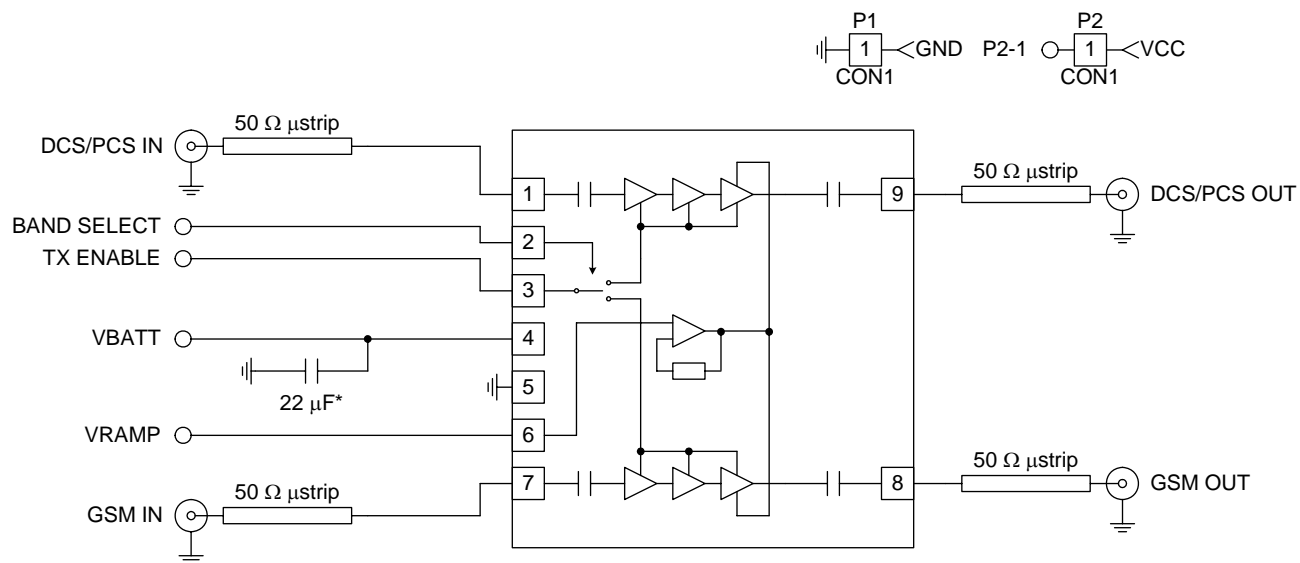 P1
1
GND
CON1
P2-1
P2
1
VCC
CON1
50 Ω μstrip
DCS/PCS IN
BAND SELECT
TX ENABLE
VBATT
22 μF*
VRAMP
50 Ω μstrip
GSM IN
1
2
3
4
5
6
7
9
8
50 Ω μstrip
DCS/PCS OUT
50 Ω μstrip
GSM OUT